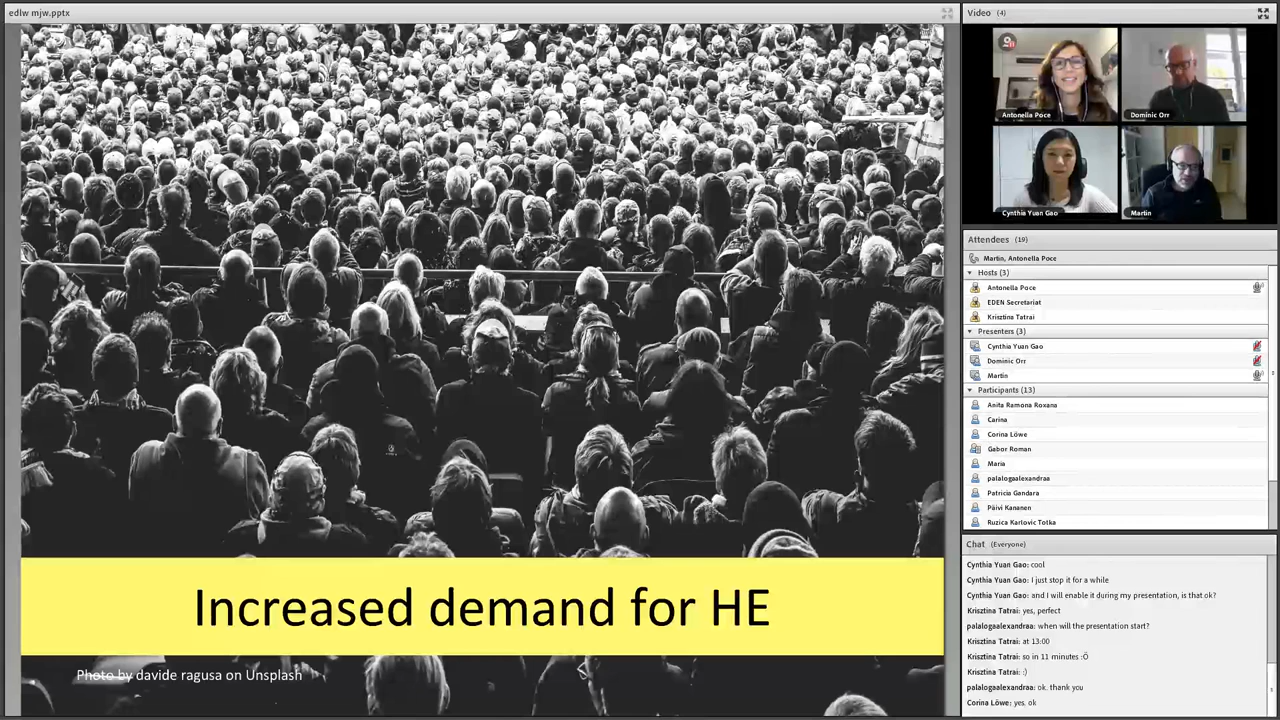 edlw mjw.pptx
Increased demand for HE
Photo by davide ragusa on Unsplash
Video (4)
Antonella Poce
Dominic Orr
Cynthia Yuan Gao
Martin
Attendees (19)
Martin, Antonella Poce
Hosts (3)
Antonella Poce
EDEN Secretariat
Krisztina Tatrai
Presenters (3)
Cynthia Yuan Gao
Dominic Orr
Martin
Participants (13)
Anita Ramona Roxana
Carina
Corina Löwe
Gabor Roman
Maria
palalogaalexandraa
Patricia Gandara
Päivi Kananen
Ruzica Karlovic Tolka
Chat (Everyone)
Cynthia Yuan Gao: cool
Cynthia Yuan Gao: I just stop it for a while
Cynthia Yuan Gao: and I will enable it during my presentation, is that ok?
Krisztina Tatrai: yes, perfect
palalogaalexandraa: when will the presentation start?
Krisztina Tatrai: at 13:00
Krisztina Tatrai: so in 11 minutes :Ö
Krisztina Tatrai: :)
palalogaalexandraa: ok. thank you
Corina Löwe: yes, ok